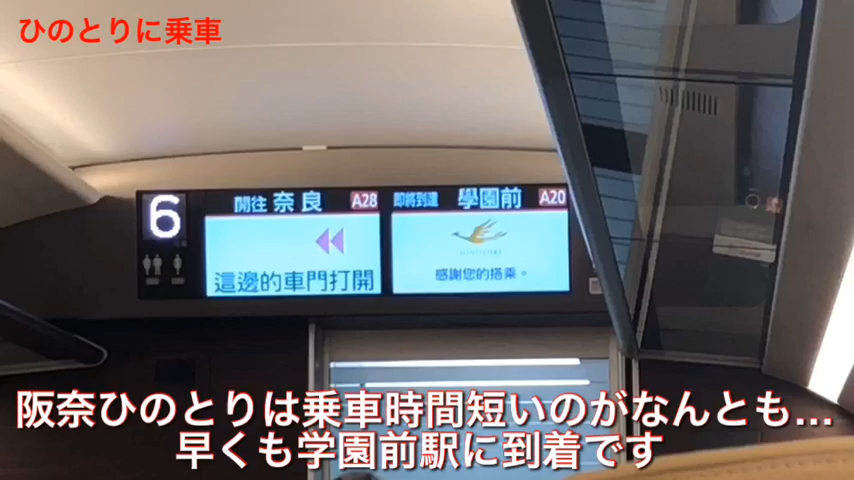 ひのとりに乗車
6
開往 奈良 A28
即將到達 學園前 A20
這邊的車門打開
HINOTORI
感謝您的搭乘。
阪奈ひのとりは乗車時間短いのがなんとも…
早くも学園前駅に到着です